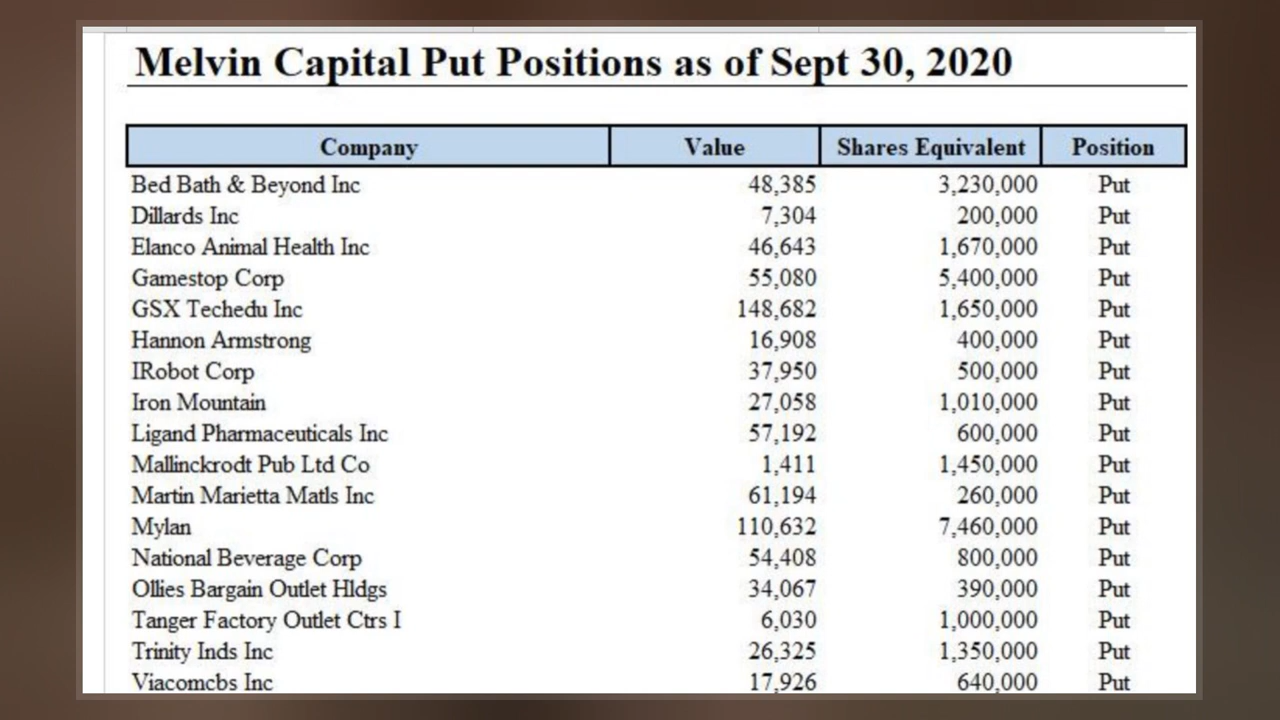 Melvin Capital Put Positions as of Sept 30, 2020
Company Value Shares Equivalent Position
Bed Bath & Beyond Inc 48,385 3,230,000 Put
Dillards Inc 7,304 200,000 Put
Elanco Animal Health Inc 46,643 1,670,000 Put
Gamestop Corp 55,080 5,400,000 Put
GSX Techedu Inc 148,682 1,650,000 Put
Hannon Armstrong 16,908 400,000 Put
IRobot Corp 37,950 500,000 Put
Iron Mountain 27,058 1,010,000 Put
Ligand Pharmaceuticals Inc 57,192 600,000 Put
Mallinckrodt Pub Ltd Co 1,411 1,450,000 Put
Martin Marietta Matls Inc 61,194 260,000 Put
Mylan 110,632 7,460,000 Put
National Beverage Corp 54,408 800,000 Put
Ollies Bargain Outlet Hldgs 34,067 390,000 Put
Tanger Factory Outlet Ctrs I 6,030 1,000,000 Put
Trinity Inds Inc 26,325 1,350,000 Put
Viacomcbs Inc 17,926 640,000 Put